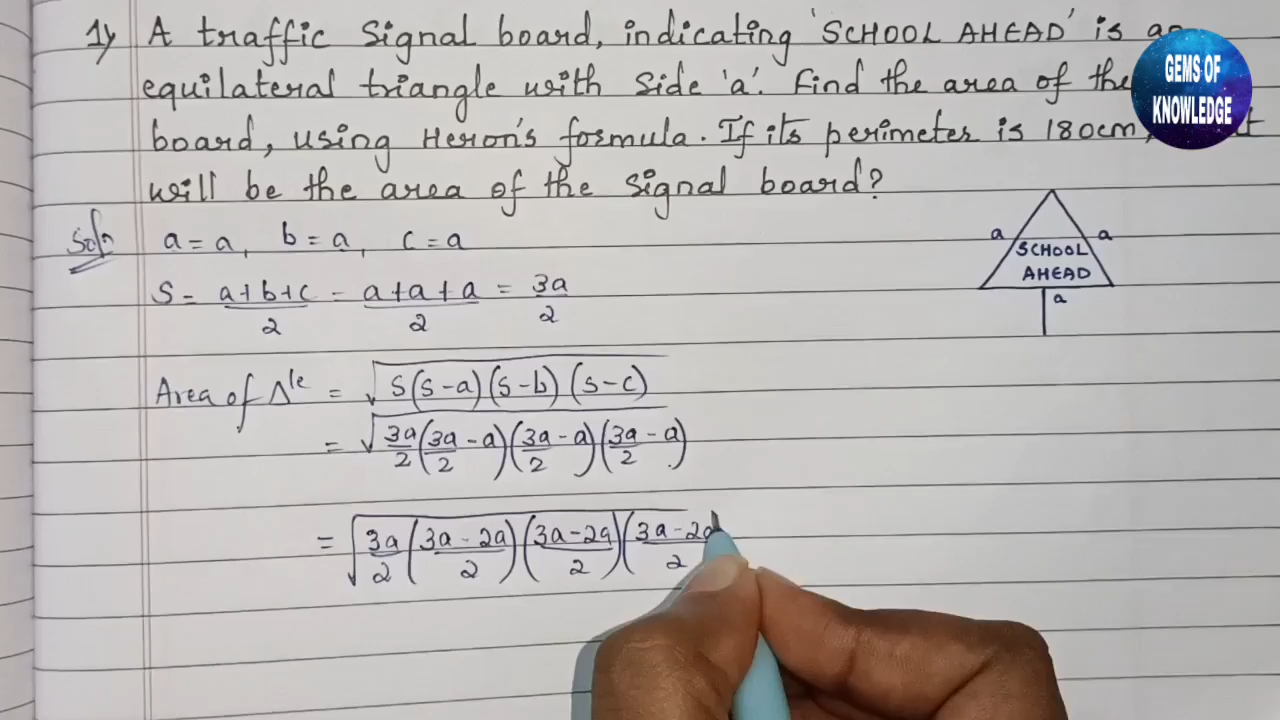 1) A traffic signal board, indicating 'SCHOOL AHEAD' is an
equilateral triangle with side 'a'. Find the area of the
board, using Heron's formula. If its perimeter is 180cm,
will be the area of the signal board?
GEMS OF
KNOWLEDGE
Soln
a = a, b = a, c = a
a a
SCHOOL
AHEAD
a
S = a+b+c/2 = a+a+a/2 = 3a/2
Area of Δle = √S(S-a)(S-b)(S-c)
= √3a/2(3a/2-a)(3a/2-a)(3a/2-a)
= √3a/2(3a-2a/2)(3a-2a/2)(3a-2a/2